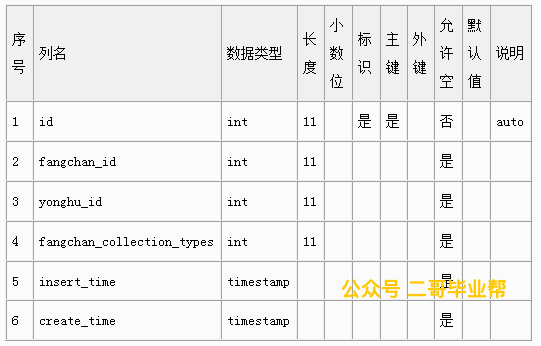 序号 列名 数据类型 长度 小数位 标识 主键 外键 允许空 默认值 说明
1 id int 11 是 是 否 auto
2 fangchan_id int 11 是
3 yonghu_id int 11 是
4 fangchan_collection_types int 11 是
5 insert_time timestamp 是
6 create_time timestamp 是
公众号 二哥毕业帮